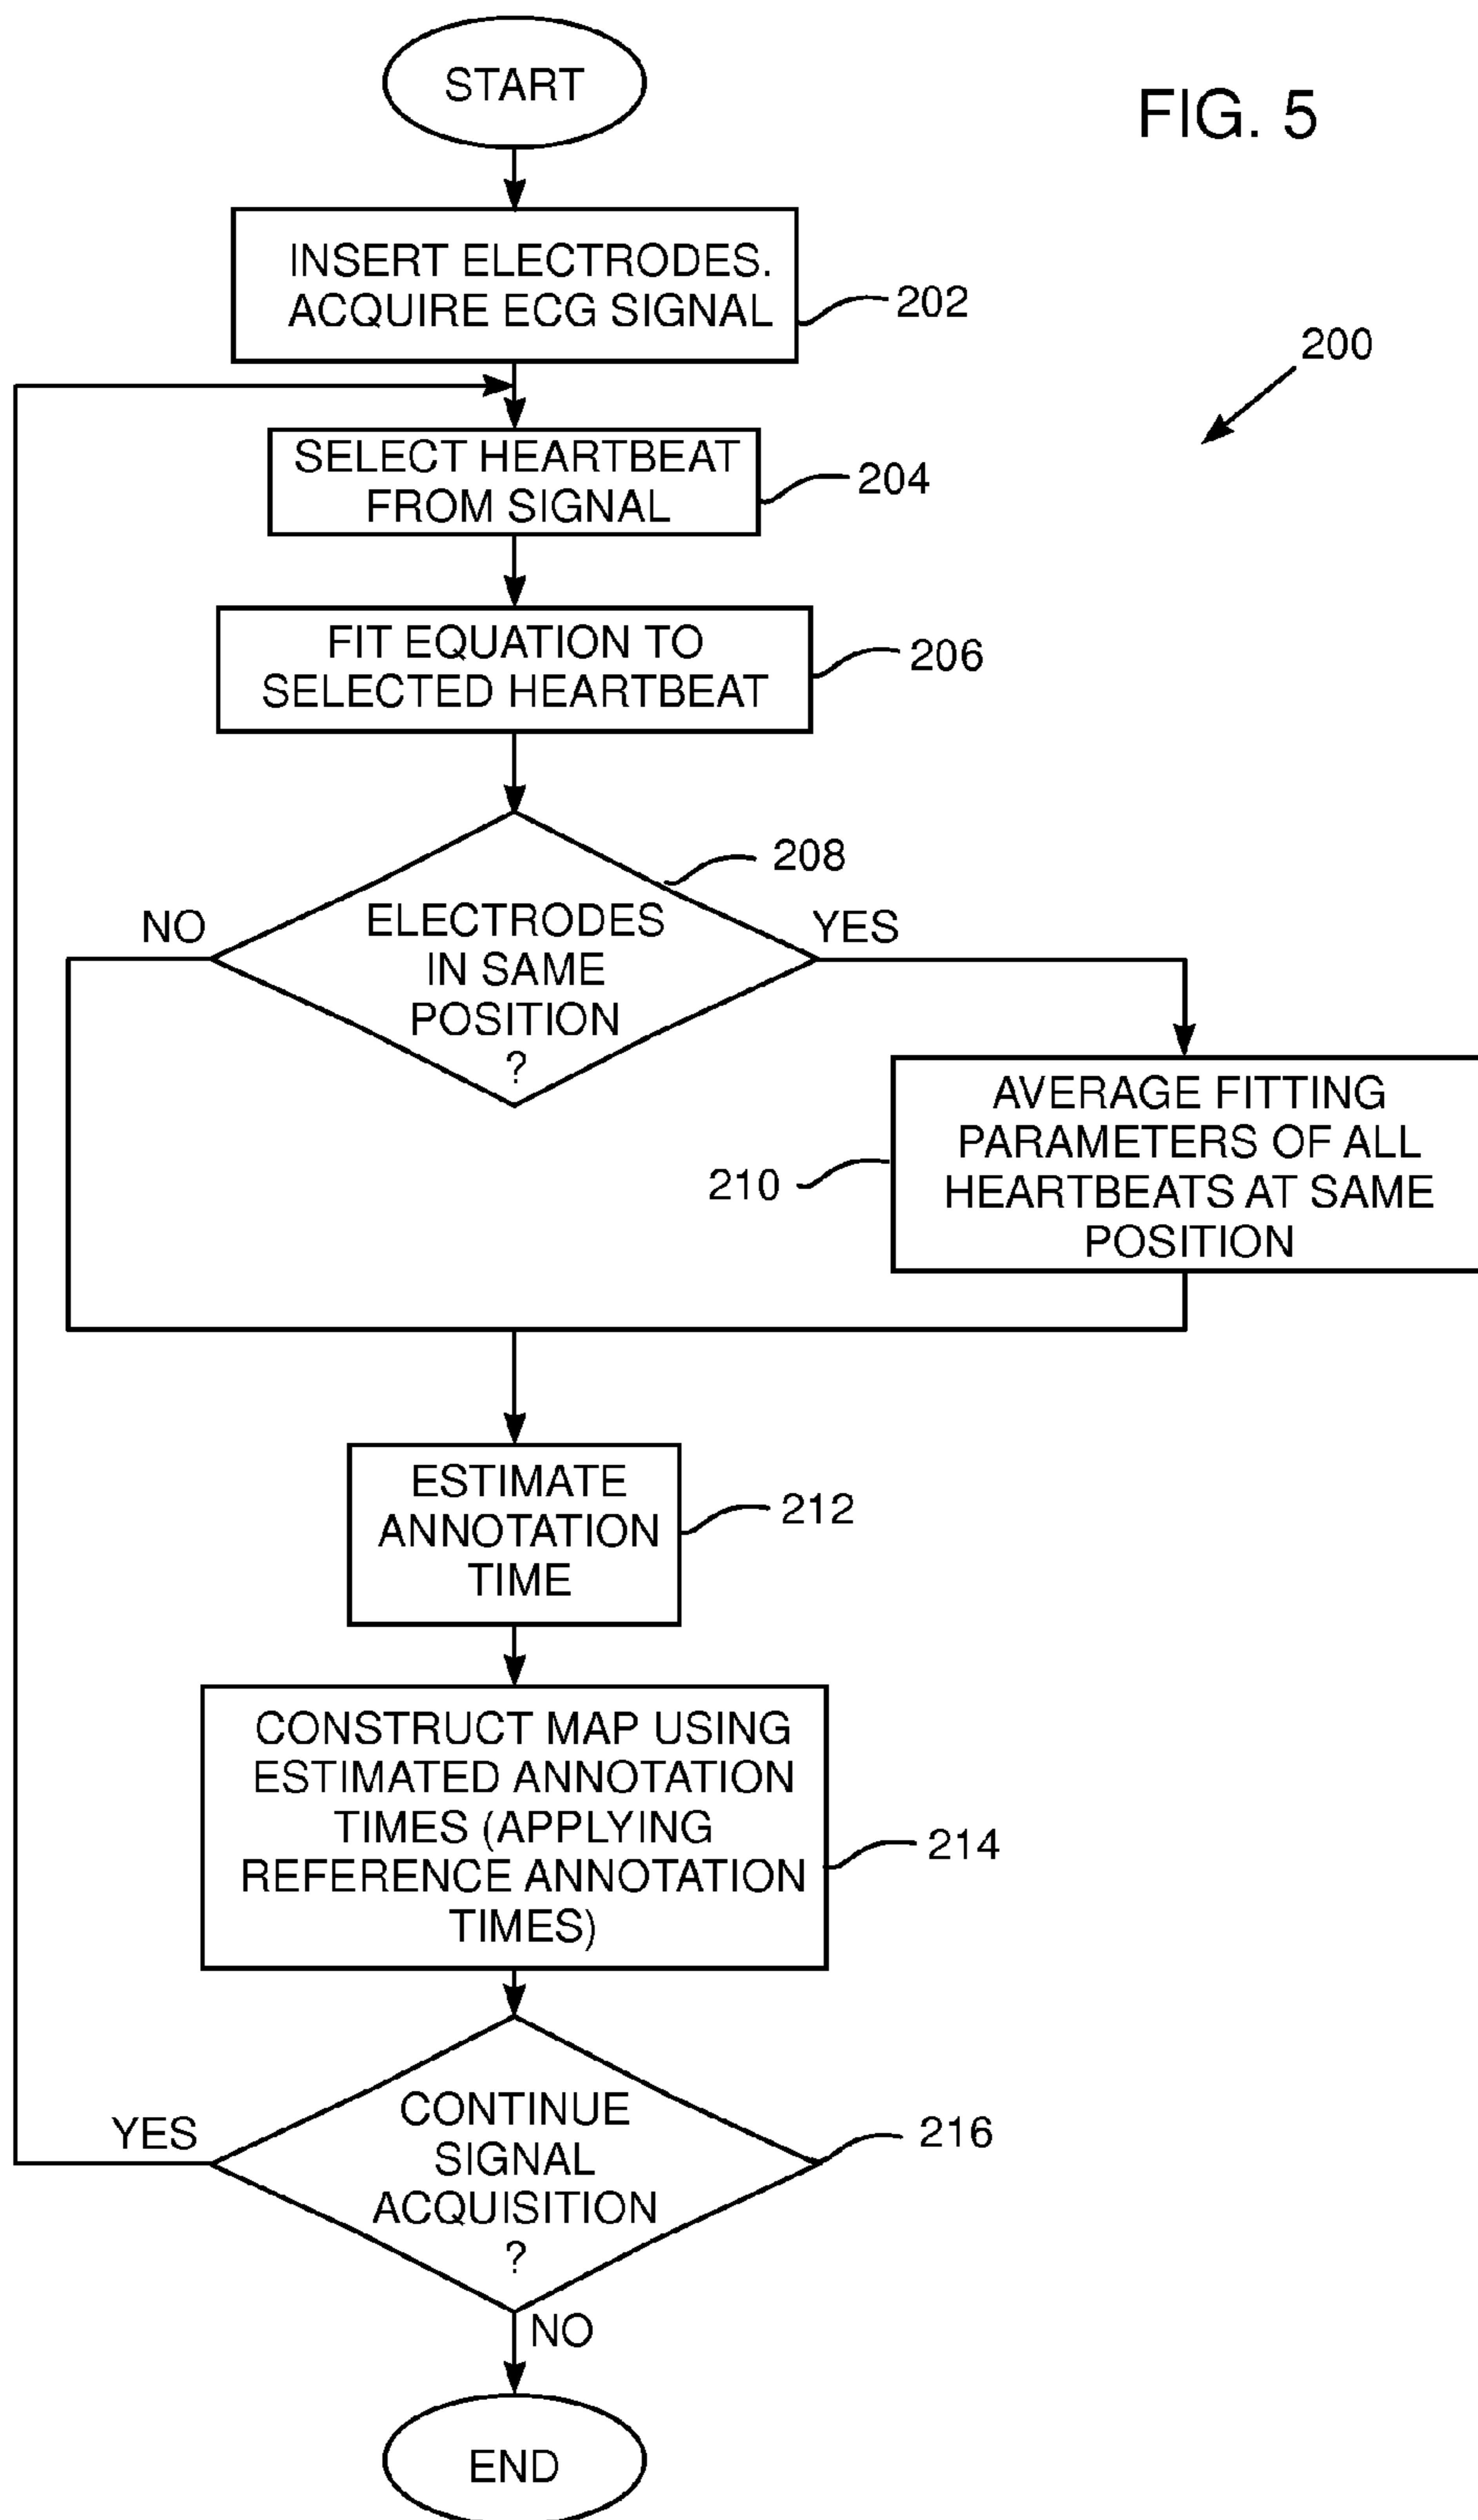 START
FIG. 5
INSERT ELECTRODES.
ACQUIRE ECG SIGNAL
202
200
SELECT HEARTBEAT
FROM SIGNAL
204
FIT EQUATION TO
SELECTED HEARTBEAT
206
208
NO
ELECTRODES
IN SAME
POSITION
?
YES
AVERAGE FITTING
PARAMETERS OF ALL
HEARTBEATS AT SAME
POSITION
210
ESTIMATE
ANNOTATION
TIME
212
CONSTRUCT MAP USING
ESTIMATED ANNOTATION
TIMES (APPLYING
REFERENCE ANNOTATION
TIMES)
214
YES
CONTINUE
SIGNAL
ACQUISITION
?
216
NO
END